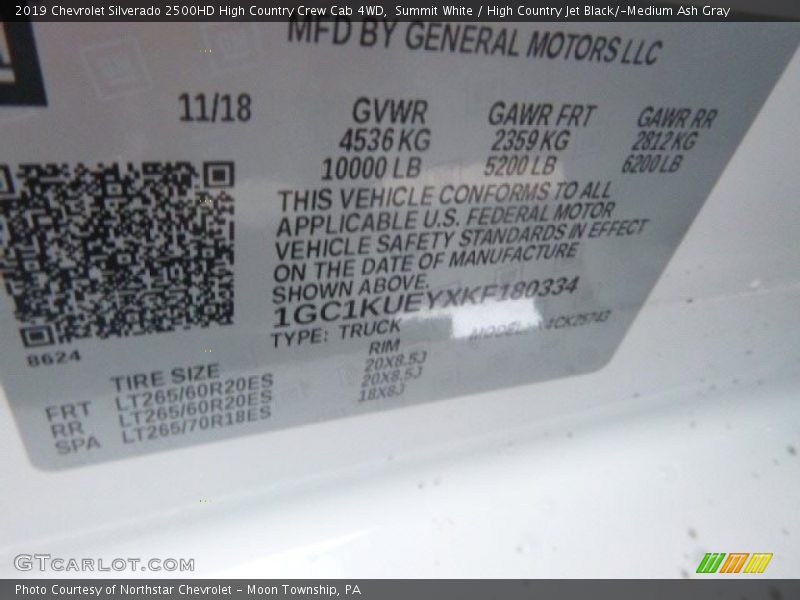 2019 Chevrolet Silverado 2500HD High Country Crew Cab 4WD, Summit White / High Country Jet Black/-Medium Ash Gray
MFD BY GENERAL MOTORS LLC
11/18 GVWR GAWR FRT GAWR RR
4536 KG 2359 KG 2812 KG
10000 LB 5200 LB 6200 LB
THIS VEHICLE CONFORMS TO ALL
APPLICABLE U.S. FEDERAL MOTOR
VEHICLE SAFETY STANDARDS IN EFFECT
ON THE DATE OF MANUFACTURE
SHOWN ABOVE.
1GC1KUEYXKF180334
TYPE: TRUCK MODEL: CK25743
8624
TIRE SIZE RIM
FRT LT265/60R20ES 20X8.5J
RR LT265/60R20ES 20X8.5J
SPA LT265/70R18ES 18X8J
GTCARLOT.COM
Photo Courtesy of Northstar Chevrolet - Moon Township, PA